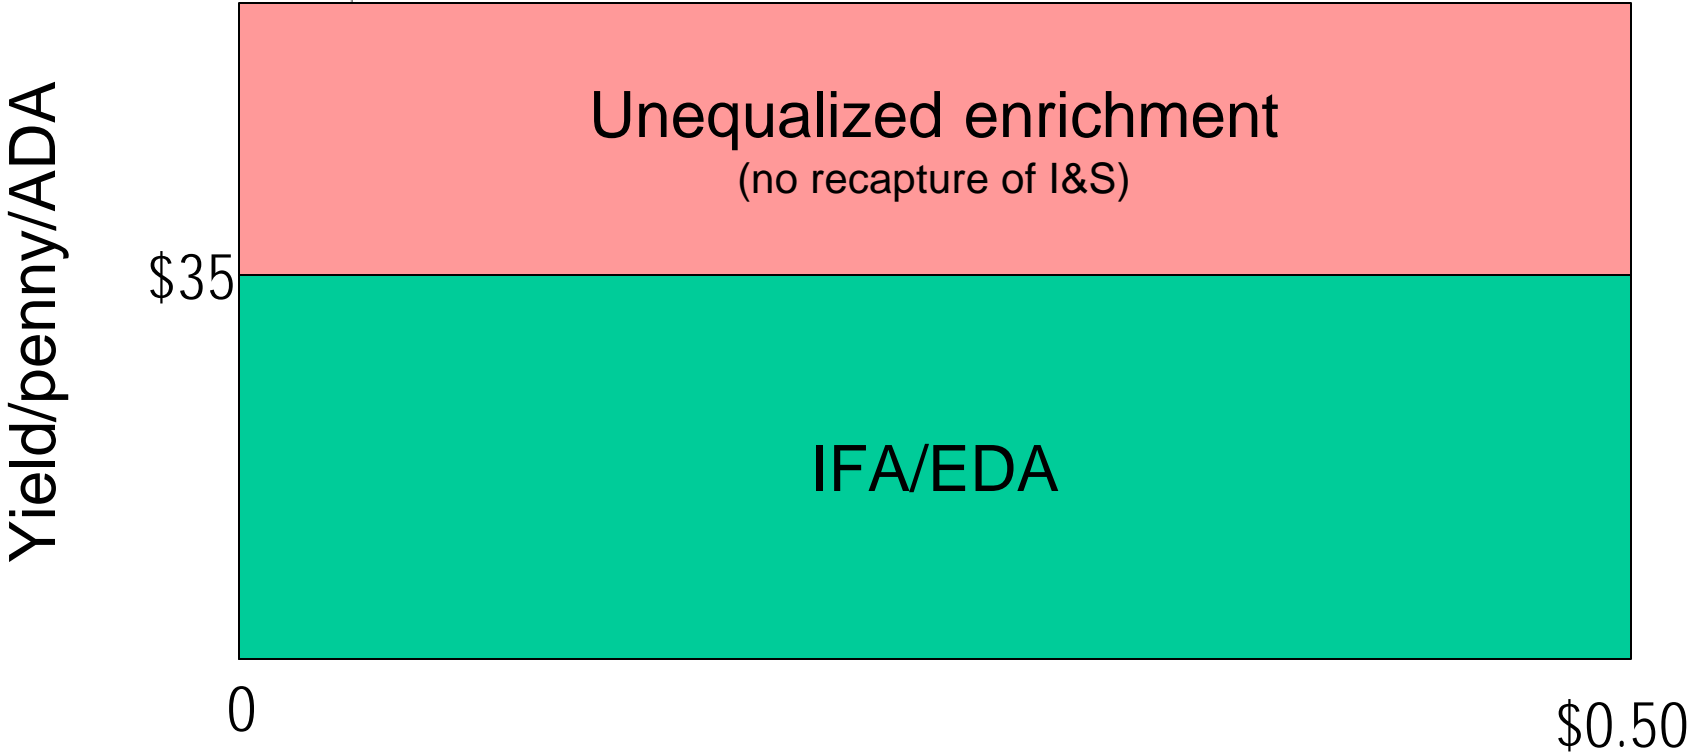 Yield/penny/ADA
Unequalized enrichment
(no recapture of I&S)
$35
IFA/EDA
0
$0.50